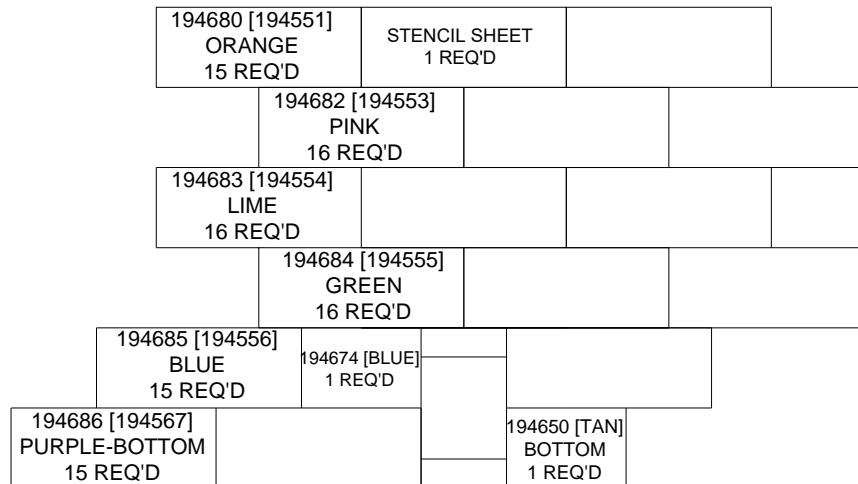 194680 [194551]
ORANGE
15 REQ'D
STENCIL SHEET
1 REQ'D
194682 [194553]
PINK
16 REQ'D
194683 [194554]
LIME
16 REQ'D
194684 [194555]
GREEN
16 REQ'D
194685 [194556]
BLUE
15 REQ'D
194674 [BLUE]
1 REQ'D
194686 [194567]
PURPLE-BOTTOM
15 REQ'D
194650 [TAN]
BOTTOM
1 REQ'D